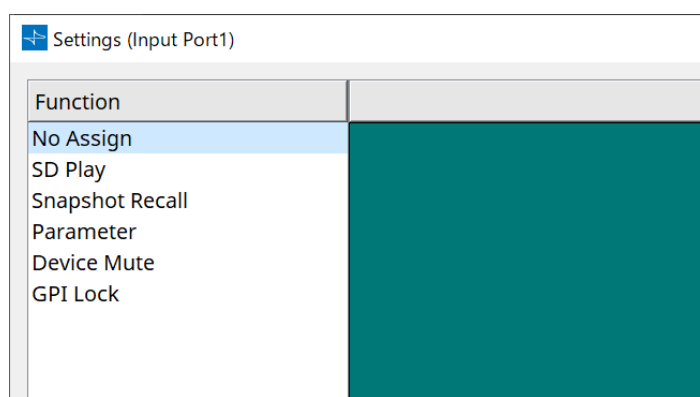 Settings (Input Port1)
Function
No Assign
SD Play
Snapshot Recall
Parameter
Device Mute
GPI Lock